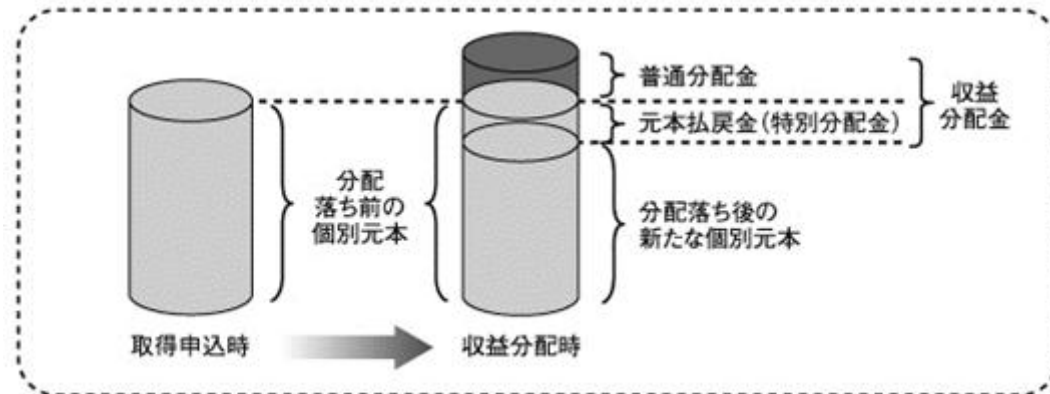 普通分配金
元本払戻金(特別分配金)
収益
分配金
分配
落ち前の
個別元本
分配落ち後の
新たな個別元本
取得申込時
収益分配時